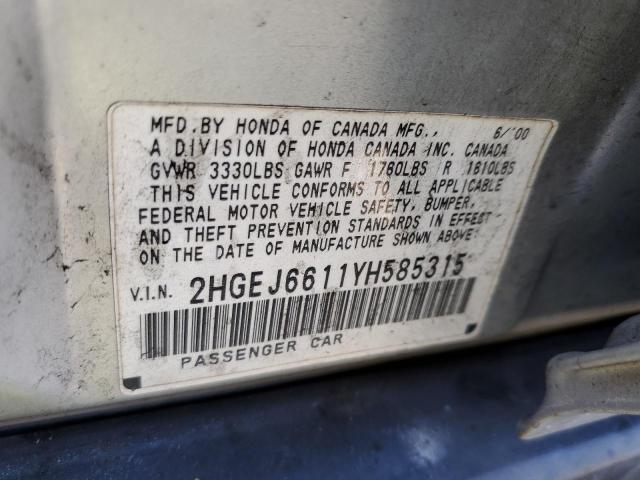 MFD. BY HONDA OF CANADA MFG., 6/'00
A DIVISION OF HONDA CANADA INC. CANADA
GVWR 3330LBS GAWR F 1760LBS R 1610LBS
THIS VEHICLE CONFORMS TO ALL APPLICABLE
FEDERAL MOTOR VEHICLE SAFETY, BUMPER,
AND THEFT PREVENTION STANDARDS IN EFFECT
ON THE DATE OF MANUFACTURE SHOWN ABOVE.
V.I.N. 2HGEJ6611YH585315
PASSENGER CAR